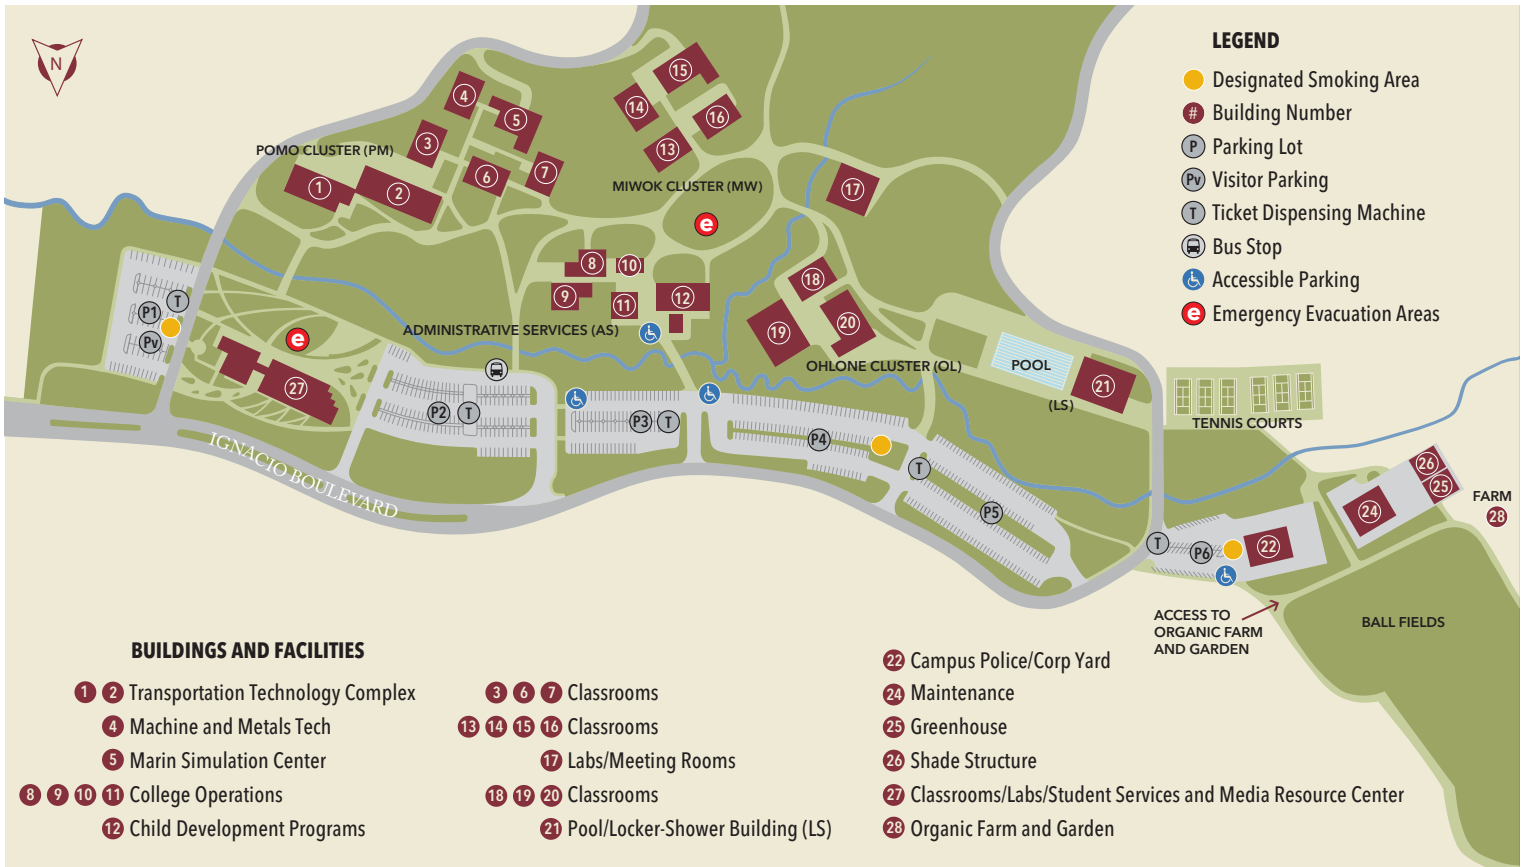 N
LEGEND
Designated Smoking Area
# Building Number
P Parking Lot
Pv Visitor Parking
T Ticket Dispensing Machine
Bus Stop
Accessible Parking
e Emergency Evacuation Areas
POMO CLUSTER (PM)
1
2
3
4
5
6
7
MIWOK CLUSTER (MW)
13
14
15
16
17
e
ADMINISTRATIVE SERVICES (AS)
8
9
10
11
12
OHLONE CLUSTER (OL)
18
19
20
POOL
21
(LS)
TENNIS COURTS
P1
T
Pv
e
27
P2
T
P3
T
P4
T
P5
T
P6
22
24
25
26
FARM
28
IGNACIO BOULEVARD
ACCESS TO
ORGANIC FARM
AND GARDEN
BALL FIELDS
BUILDINGS AND FACILITIES
1 2 Transportation Technology Complex
4 Machine and Metals Tech
5 Marin Simulation Center
8 9 10 11 College Operations
12 Child Development Programs
3 6 7 Classrooms
13 14 15 16 Classrooms
17 Labs/Meeting Rooms
18 19 20 Classrooms
21 Pool/Locker-Shower Building (LS)
22 Campus Police/Corp Yard
24 Maintenance
25 Greenhouse
26 Shade Structure
27 Classrooms/Labs/Student Services and Media Resource Center
28 Organic Farm and Garden